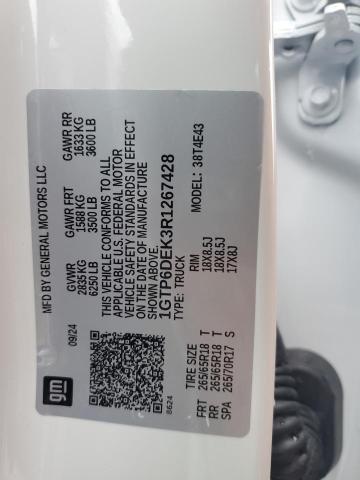 gm
MFD BY GENERAL MOTORS LLC
09/24
GVWR GAWR FRT GAWR RR
2835 KG 1588 KG 1633 KG
6250 LB 3500 LB 3600 LB
THIS VEHICLE CONFORMS TO ALL
APPLICABLE U.S. FEDERAL MOTOR
VEHICLE SAFETY STANDARDS IN EFFECT
ON THE DATE OF MANUFACTURE
SHOWN ABOVE.
1GTP6DEK3R1267428
TYPE: TRUCK MODEL: 38T4E43
8624
TIRE SIZE RIM
FRT 265/65R18 T 18X8.5J
RR 265/65R18 T 18X8.5J
SPA 265/70R17 S 17X8J